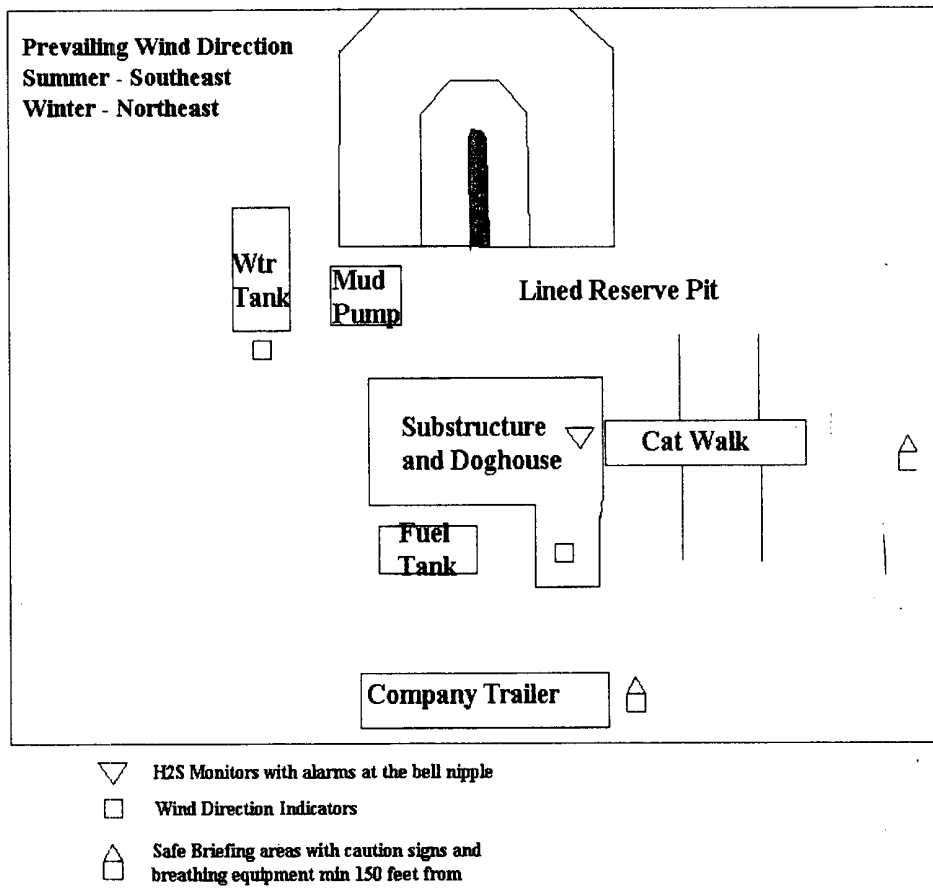 Prevailing Wind Direction
Summer - Southeast
Winter - Northeast
Wtr
Tank
Mud
Pump
Lined Reserve Pit
Substructure
and Doghouse
Cat Walk
Fuel
Tank
Company Trailer
H2S Monitors with alarms at the bell nipple
Wind Direction Indicators
Safe Briefing areas with caution signs and
breathing equipment min 150 feet from